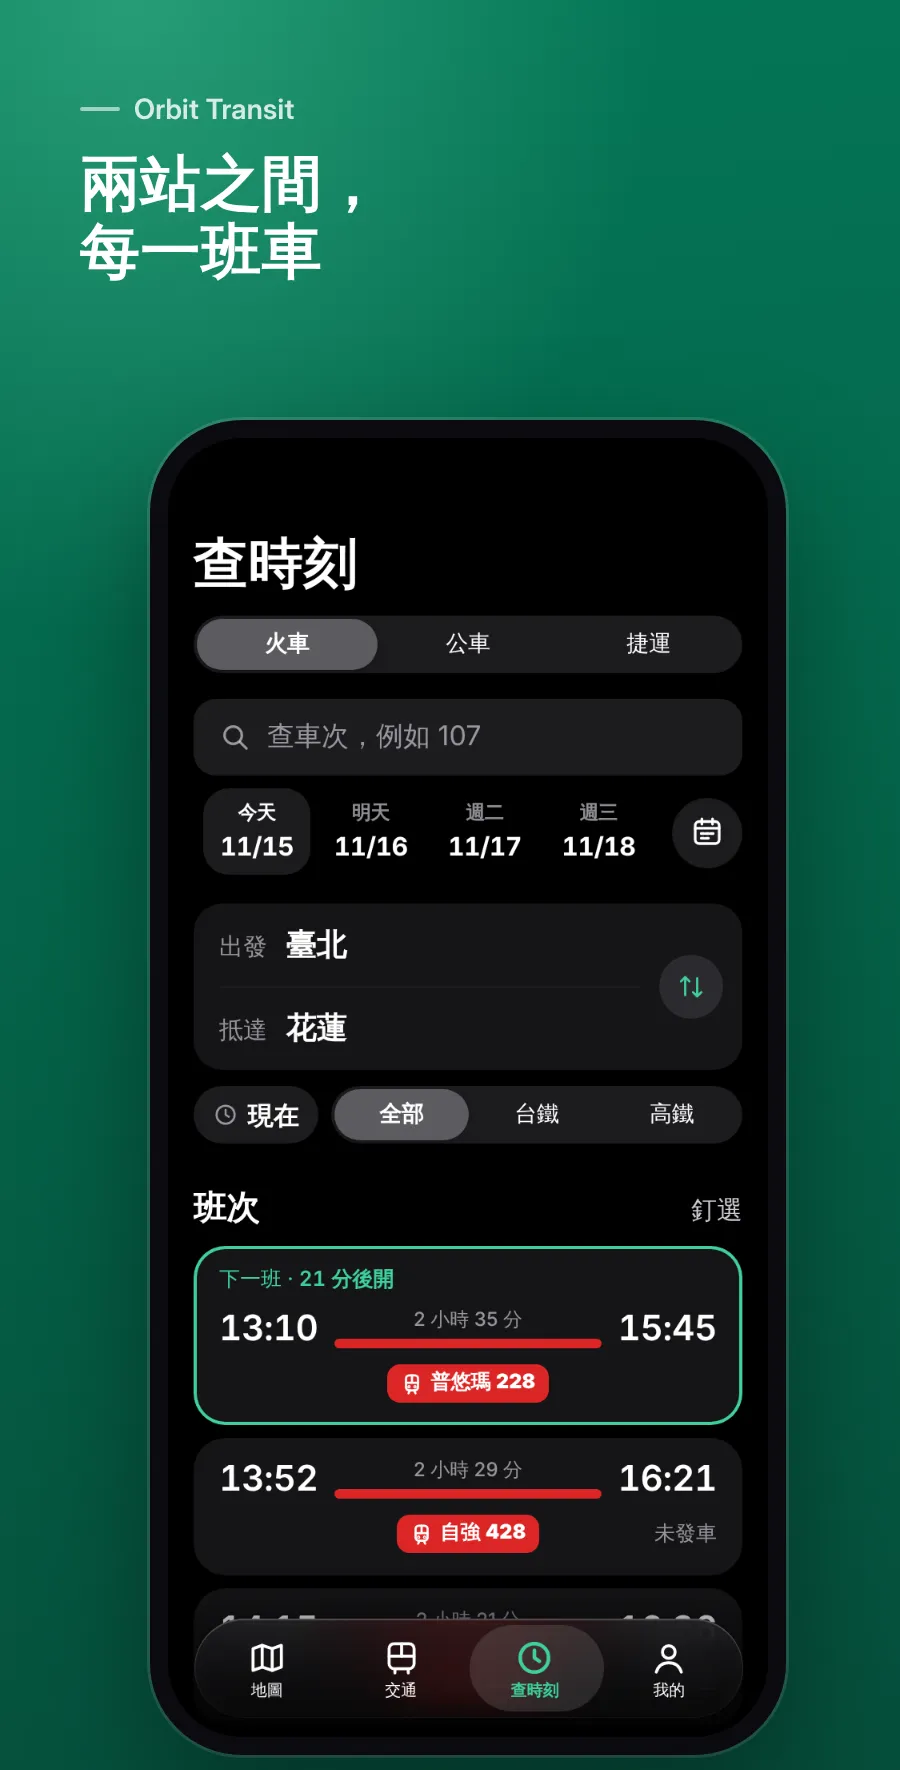 Orbit Transit
兩站之間，
每一班車
查時刻
火車 公車 捷運
查車次，例如 107
今天 明天 週二 週三
11/15 11/16 11/17 11/18
出發 臺北
抵達 花蓮
現在 全部 台鐵 高鐵
班次 釘選
下一班 · 21 分後開
13:10 2 小時 35 分 15:45
普悠瑪 228
13:52 2 小時 29 分 16:21
自強 428 未發車
地圖 交通 查時刻 我的